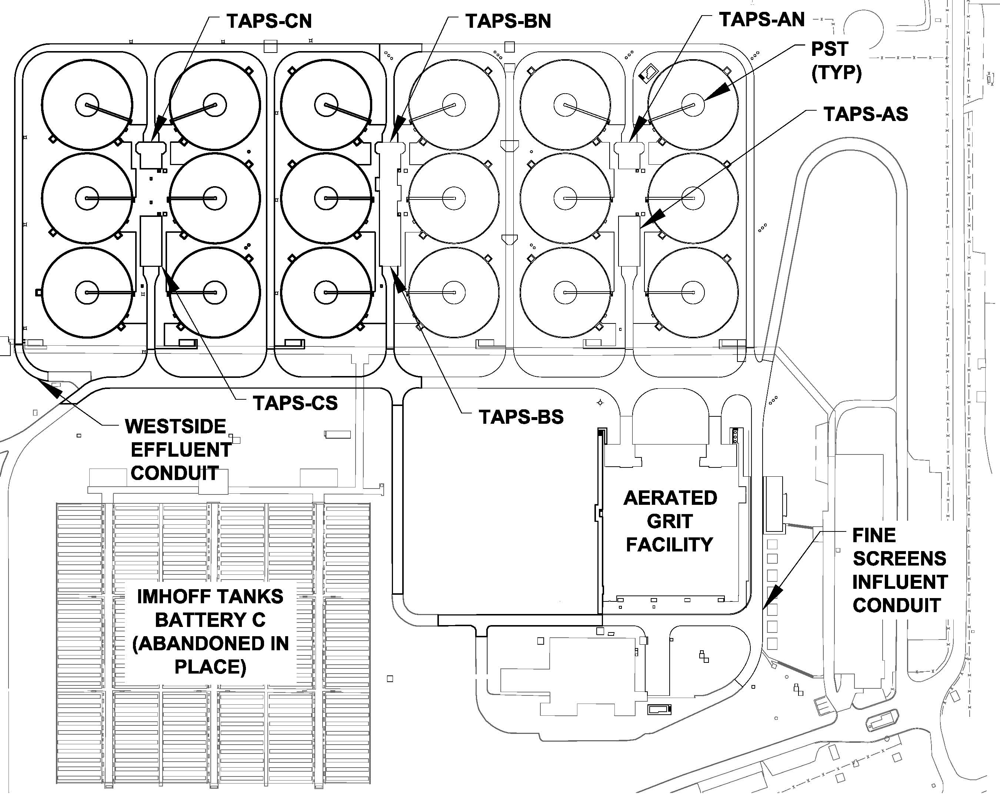 TAPS-CN
TAPS-BN
TAPS-AN
PST
(TYP)
TAPS-AS
TAPS-CS
TAPS-BS
WESTSIDE
EFFLUENT
CONDUIT
AERATED
GRIT
FACILITY
FINE
SCREENS
INFLUENT
CONDUIT
IMHOFF TANKS
BATTERY C
(ABANDONED IN
PLACE)